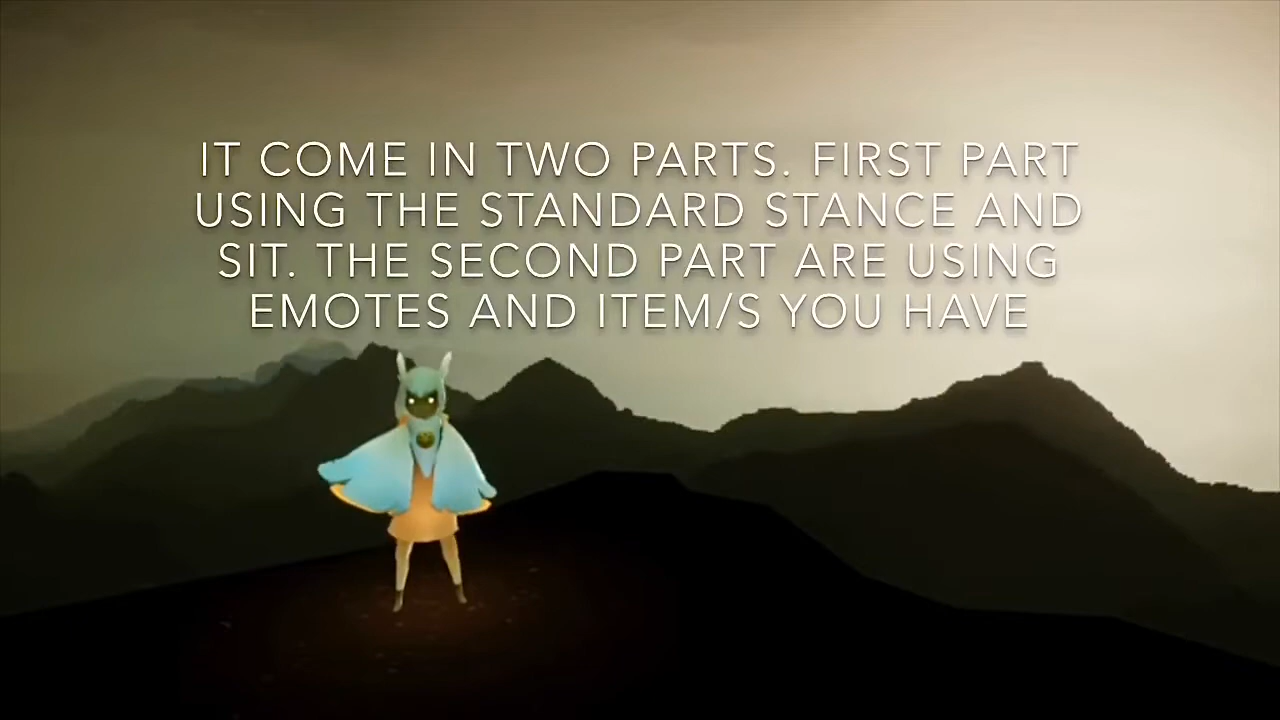 IT COME IN TWO PARTS. FIRST PART
USING THE STANDARD STANCE AND
SIT. THE SECOND PART ARE USING
EMOTES AND ITEM/S YOU HAVE